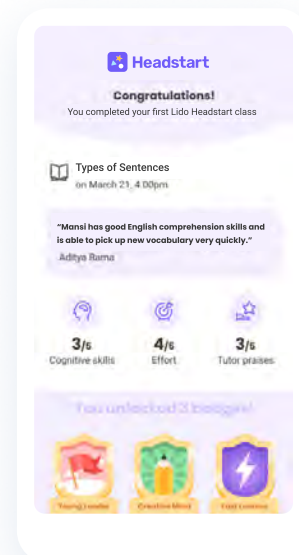 Headstart
Congratulations!
You completed your first Lido Headstart class
Types of Sentences
on March 21, 4:00pm
“Mansi has good English comprehension skills and
is able to pick up new vocabulary very quickly.”
Aditya Rama
3/5 4/5 3/5
Cognitive skills Effort Tutor praises
You unlocked 3 badges!
Young Leader Creative Mind Fast Learner